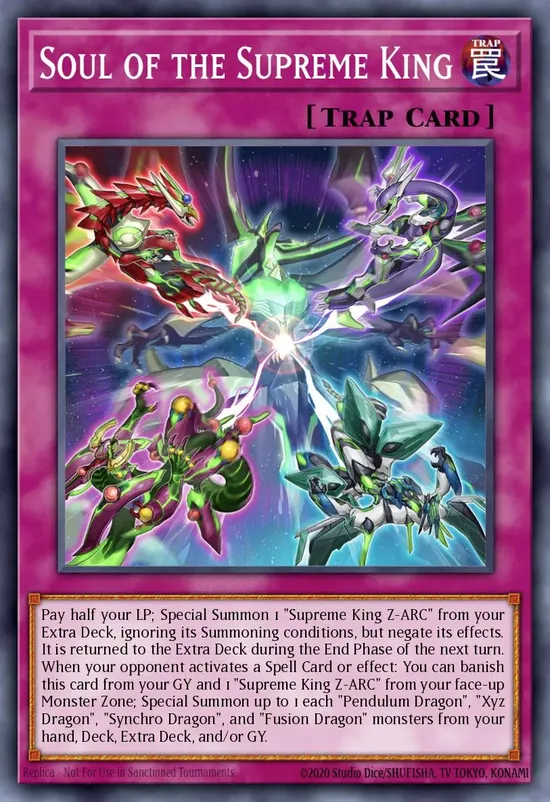 SOUL OF THE SUPREME KING
TRAP
罠
[TRAP CARD]
Pay half your LP; Special Summon 1 "Supreme King Z-ARC" from your
Extra Deck, ignoring its Summoning conditions, but negate its effects.
It is returned to the Extra Deck during the End Phase of the next turn.
When your opponent activates a Spell Card or effect: You can banish
this card from your GY and 1 "Supreme King Z-ARC" from your face-up
Monster Zone; Special Summon up to 1 each "Pendulum Dragon", "Xyz
Dragon", "Synchro Dragon", and "Fusion Dragon" monsters from your
hand, Deck, Extra Deck, and/or GY.
Replica - Not For Use in Sanctioned Tournaments
©2020 Studio Dice/SHUEISHA, TV TOKYO, KONAMI